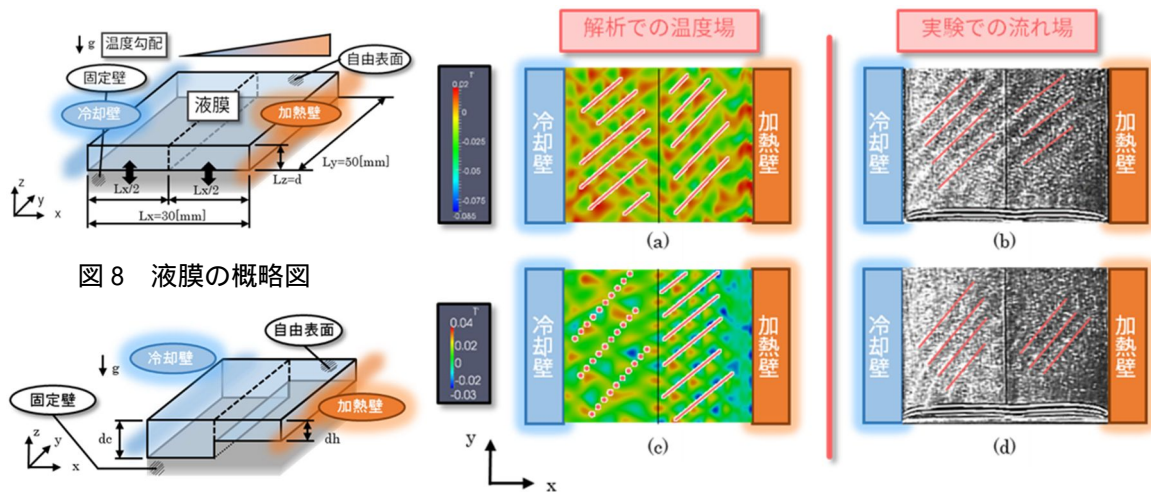 g
温度勾配
固定壁
自由表面
冷却壁
液膜
加熱壁
Ly=50[mm]
Lz=d
Lx/2
Lx/2
Lx=30[mm]
z
y
x
図8 液膜の概略図
自由表面
冷却壁
g
固定壁
加熱壁
dc
dh
z
y
x
解析での温度場
実験での流れ場
T
0.02
0
-0.025
-0.05
-0.075
-0.085
冷却壁
加熱壁
(a)
冷却壁
加熱壁
(b)
T
0.04
0.02
0
-0.02
-0.03
冷却壁
加熱壁
(c)
冷却壁
加熱壁
(d)
y
x